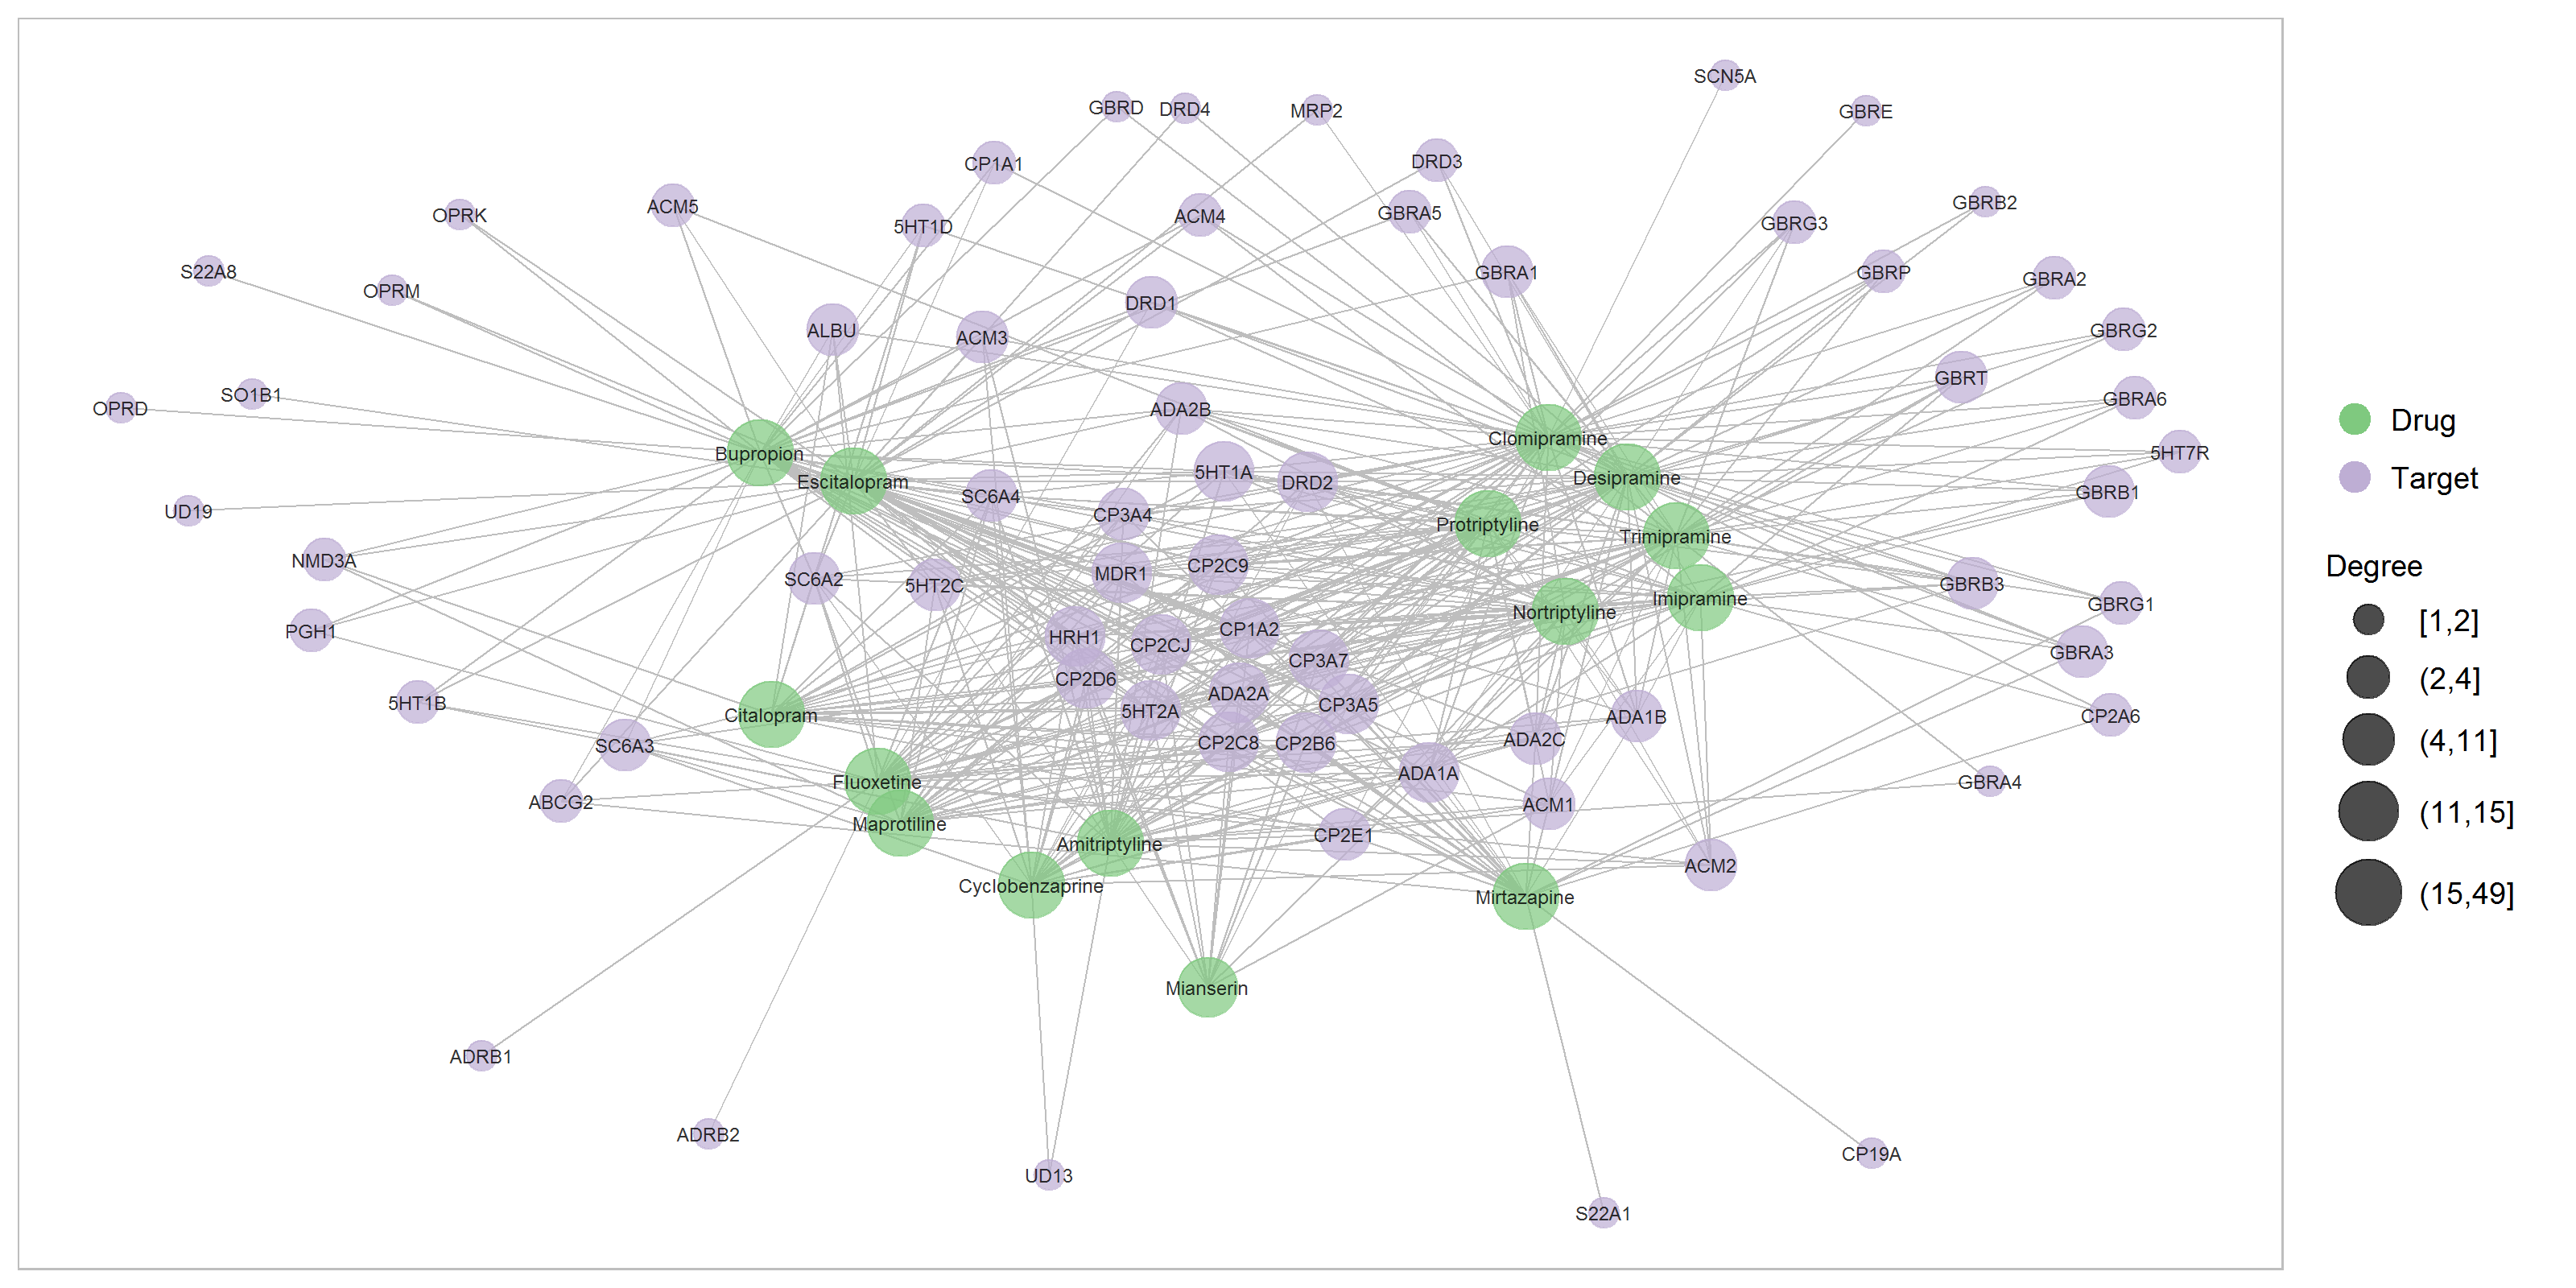 SCN5A
GBRD
DRD4
MRP2
GBRE
CP1A1
DRD3
OPRK
ACM5
5HT1D
ACM4
GBRA5
GBRG3
GBRB2
S22A8
OPRM
DRD1
GBRA1
GBRP
GBRA2
ALBU
ACM3
GBRG2
GBRT
OPRD
SO1B1
ADA2B
GBRA6
Bupropion
Clomipramine
5HT7R
Escitalopram
SC6A4
5HT1A
DRD2
Desipramine
GBRB1
UD19
CP3A4
Protriptyline
Trimipramine
NMD3A
SC6A2
5HT2C
MDR1
CP2C9
Imipramine
GBRB3
PGH1
HRH1
CP2CJ
CP1A2
Nortriptyline
GBRG1
CP3A7
GBRA3
CP2D6
ADA2A
5HT1B
Citalopram
5HT2A
CP3A5
ADA1B
CP2A6
SC6A3
CP2C8
CP2B6
ADA2C
ABCG2
Fluoxetine
ADA1A
GBRA4
Maprotiline
Amitriptyline
CP2E1
ACM1
Cyclobenzaprine
Mirtazapine
ACM2
Mianserin
ADRB1
ADRB2
UD13
CP19A
S22A1
Drug
Target
Degree
[1,2]
(2,4]
(4,11]
(11,15]
(15,49]